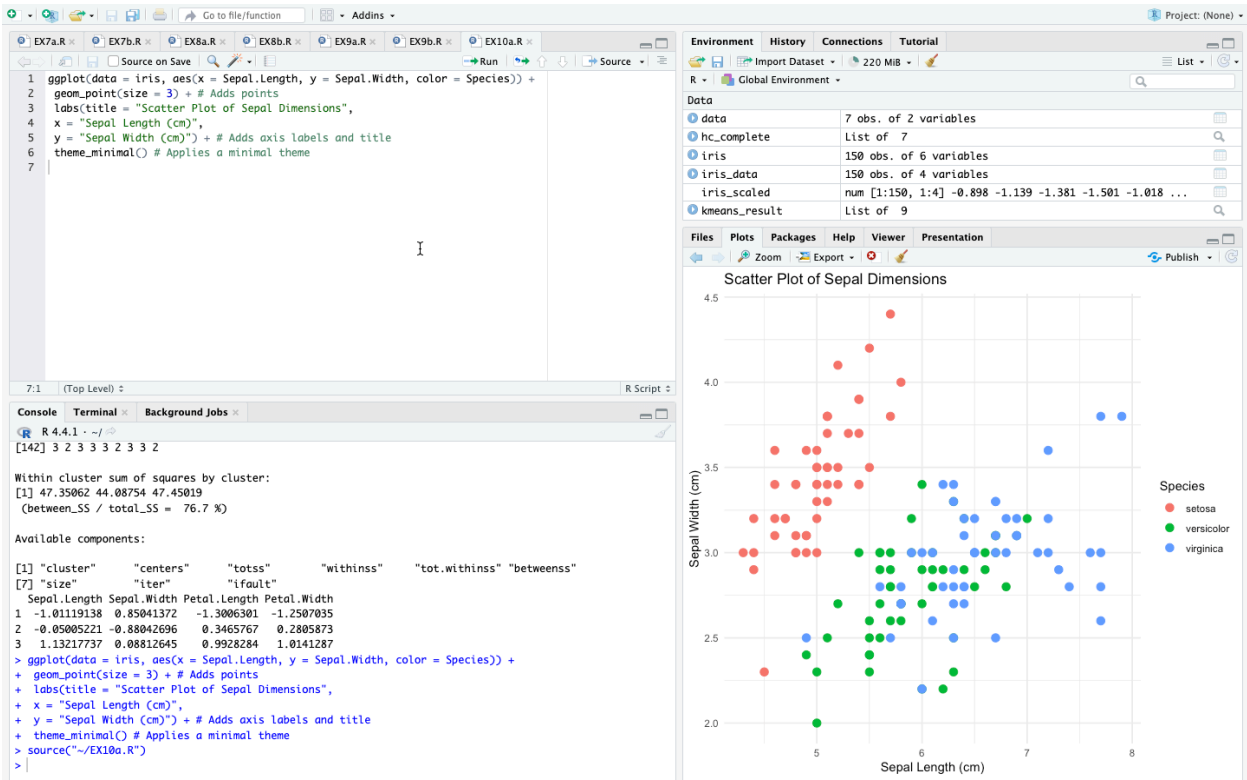 Go to file/function
Addins
Project: (None)
EX7a.R
EX7b.R
EX8a.R
EX8b.R
EX9a.R
EX9b.R
EX10a.R
Source on Save
Run
Source
1 ggplot(data = iris, aes(x = Sepal.Length, y = Sepal.Width, color = Species)) +
2 geom_point(size = 3) + # Adds points
3 labs(title = "Scatter Plot of Sepal Dimensions",
4 x = "Sepal Length (cm)",
5 y = "Sepal Width (cm)") + # Adds axis labels and title
6 theme_minimal() # Applies a minimal theme
7
7:1 (Top Level) R Script
Console Terminal Background Jobs
R 4.4.1 · ~/
[142] 3 2 3 3 3 2 3 3 2
Within cluster sum of squares by cluster:
[1] 47.35062 44.08754 47.45019
(between_SS / total_SS = 76.7 %)
Available components:
[1] "cluster" "centers" "totss" "withinss" "tot.withinss" "betweenss"
[7] "size" "iter" "ifault"
Sepal.Length Sepal.Width Petal.Length Petal.Width
1 -1.01119138 0.85041372 -1.3006301 -1.2507035
2 -0.05005221 -0.88042696 0.3465767 0.2805873
3 1.13217737 0.08812645 0.9928284 1.0141287
> ggplot(data = iris, aes(x = Sepal.Length, y = Sepal.Width, color = Species)) +
+ geom_point(size = 3) + # Adds points
+ labs(title = "Scatter Plot of Sepal Dimensions",
+ x = "Sepal Length (cm)",
+ y = "Sepal Width (cm)") + # Adds axis labels and title
+ theme_minimal() # Applies a minimal theme
> source("~/EX10a.R")
>
Environment History Connections Tutorial
Import Dataset 220 MiB List
R Global Environment
Data
data 7 obs. of 2 variables
hc_complete List of 7
iris 150 obs. of 6 variables
iris_data 150 obs. of 4 variables
iris_scaled num [1:150, 1:4] -0.898 -1.139 -1.381 -1.501 -1.018 ...
kmeans_result List of 9
Files Plots Packages Help Viewer Presentation
Zoom Export Publish
Scatter Plot of Sepal Dimensions
4.5
4.0
3.5
3.0
2.5
2.0
Sepal Width (cm)
5 6 7 8
Sepal Length (cm)
Species
setosa
versicolor
virginica